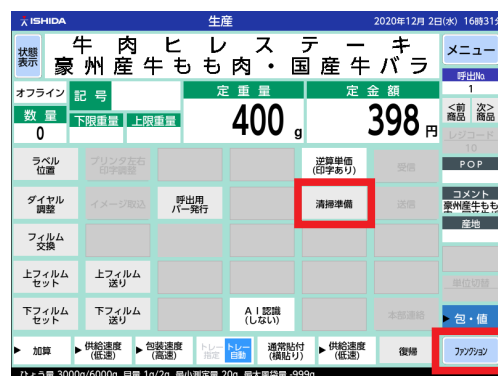 ISHIDA 生産 2020年12月 2日(水) 16時31分
状態表示 牛肉ヒレステーキ メニュー
豪州産牛もも肉・国産牛バラ
呼出No.
1
オフライン 記号 定重量 定金額
<前商品 次>商品
数量 下限重量 上限重量 400 g 398 円
0
レジコード
10
ラベル位置 プリンタ左右印字調整 逆算単価(印字あり) 受信 POP
ダイヤル調整 イメージ取込 呼出用バー発行 清掃準備 送信 コメント
豪州産牛もも
フィルム交換 産地
上フィルムセット 上フィルム送り 単位切替
下フィルムセット 下フィルム送り AI認識(しない) 本部連絡 包・値
加算 供給速度(低速) 包装速度(高速) トレー指定 トレー自動 通常貼付(横貼り) 供給速度(低速) 復帰 ファンクション
ひょう量 3000g/6000g 目量 1g/2g 最小測定量 20g 最大風袋量 -999g